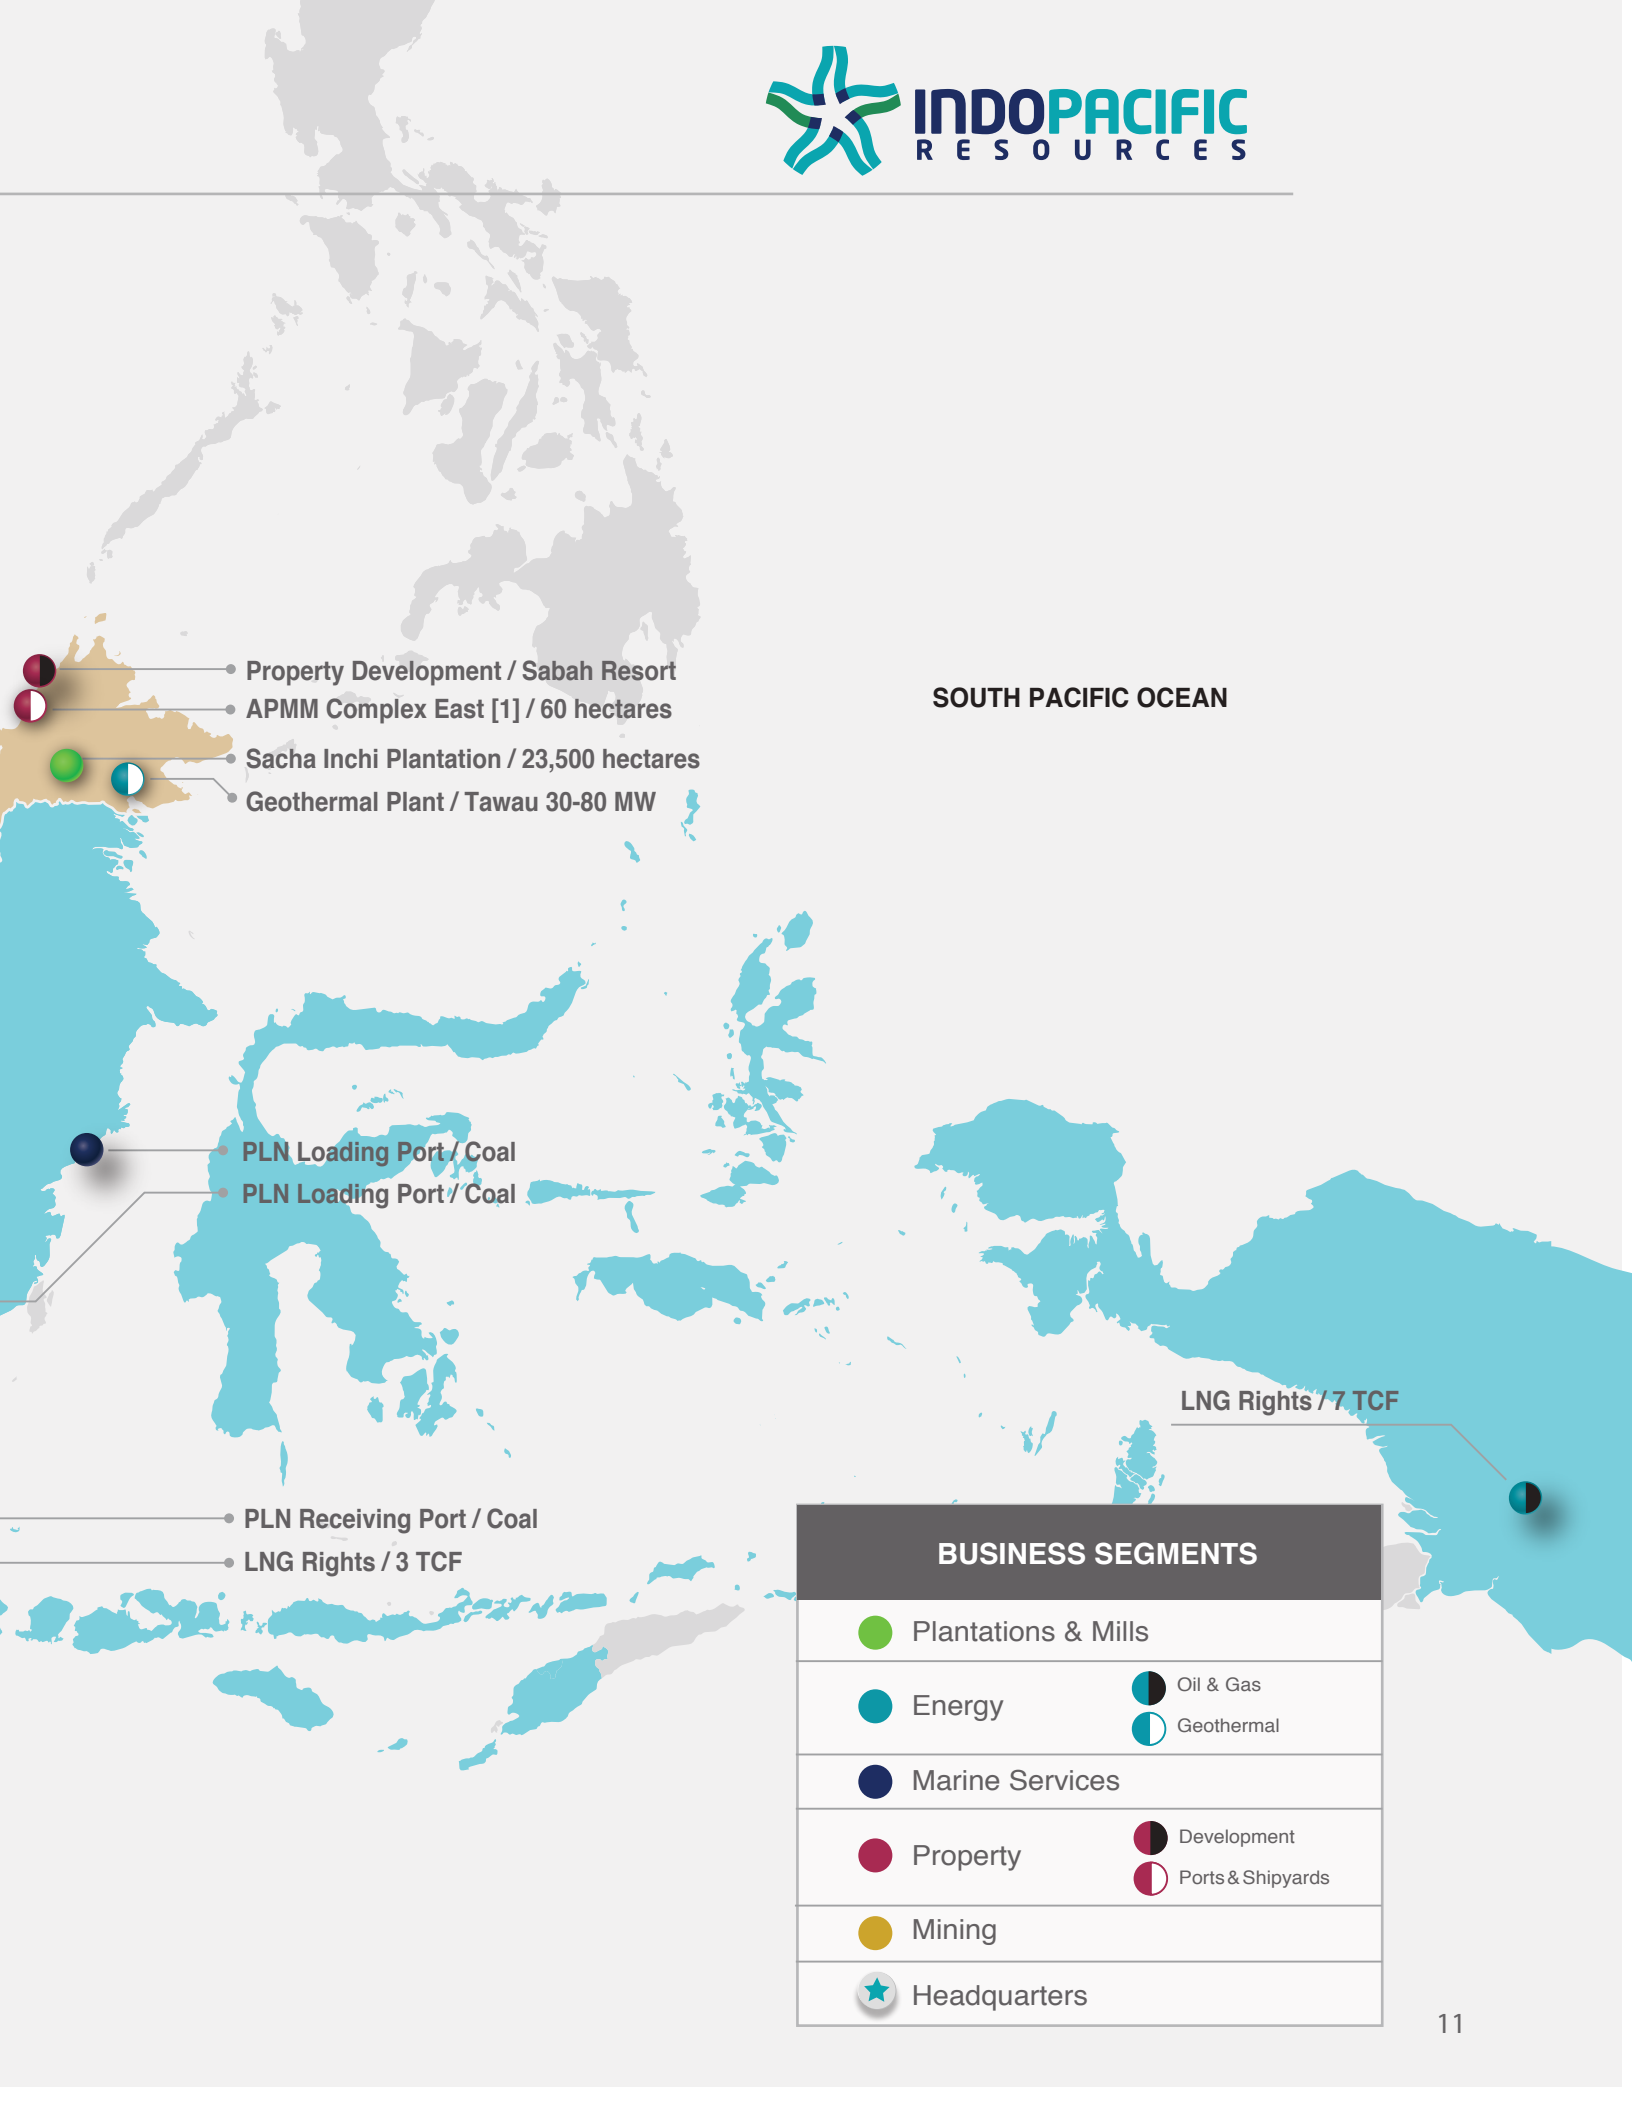 INDOPACIFIC
RESOURCES
Property Development / Sabah Resort
APMM Complex East [1] / 60 hectares
SOUTH PACIFIC OCEAN
Sacha Inchi Plantation / 23,500 hectares
Geothermal Plant / Tawau 30-80 MW
PLN Loading Port / Coal
PLN Loading Port / Coal
LNG Rights / 7 TCF
PLN Receiving Port / Coal
LNG Rights / 3 TCF
BUSINESS SEGMENTS
Plantations & Mills
Energy
Oil & Gas
Geothermal
Marine Services
Property
Development
Ports & Shipyards
Mining
Headquarters
11